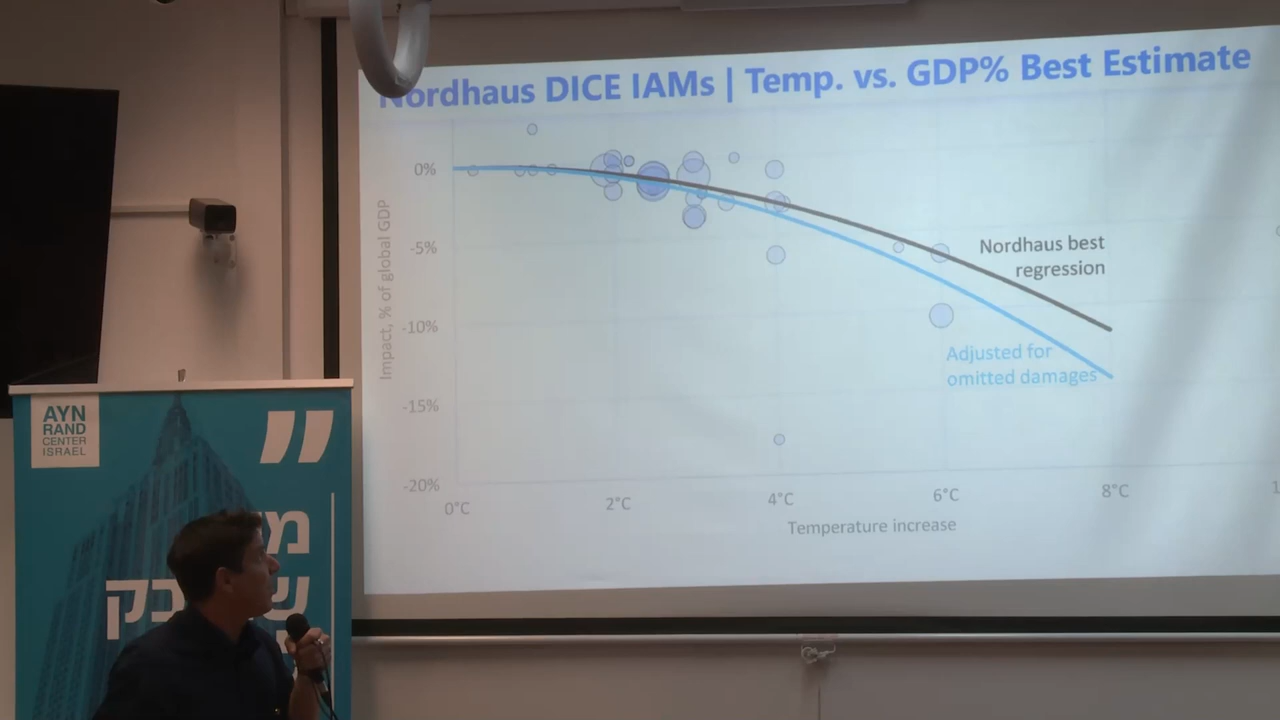 Nordhaus DICE IAMs | Temp. vs. GDP% Best Estimate
0%
-5%
-10%
-15%
-20%
Impact, % of global GDP
0°C
2°C
4°C
6°C
8°C
Temperature increase
Nordhaus best
regression
Adjusted for
omitted damages
AYN
RAND
CENTER
ISRAEL